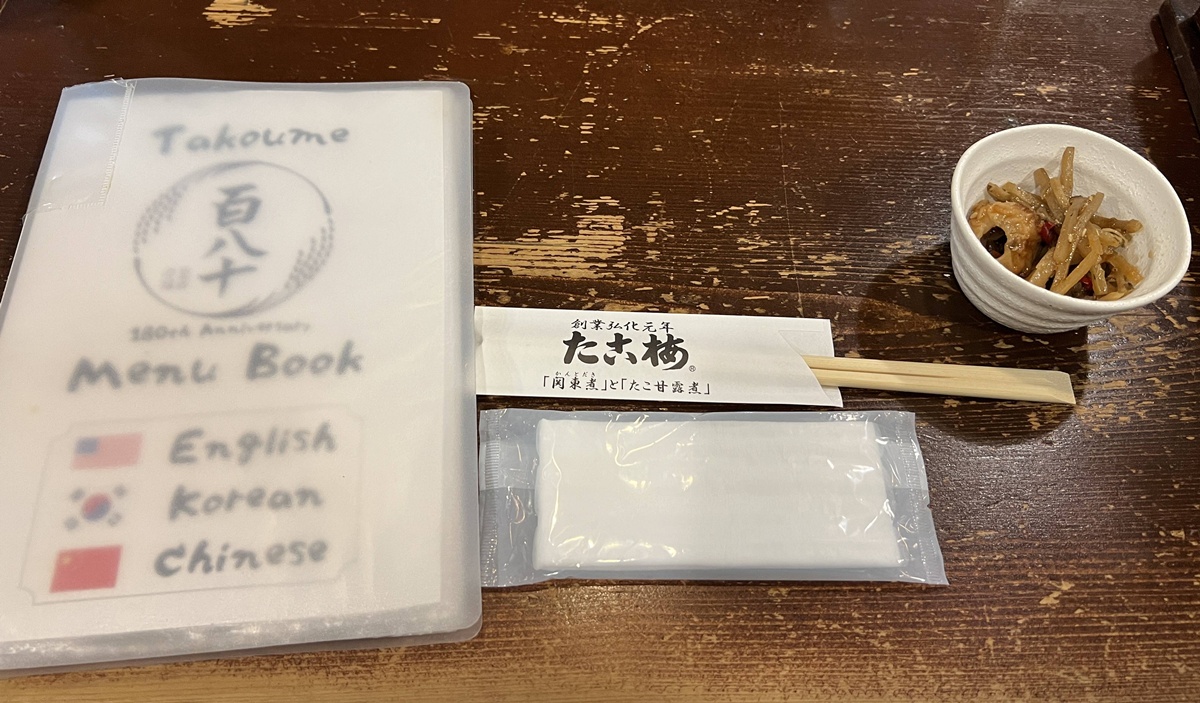 Takoume
百八十
180th Anniversary
Menu Book
English
Korean
Chinese
創業弘化元年
たこ梅®
かんとだき
「関東煮」と「たこ甘露煮」